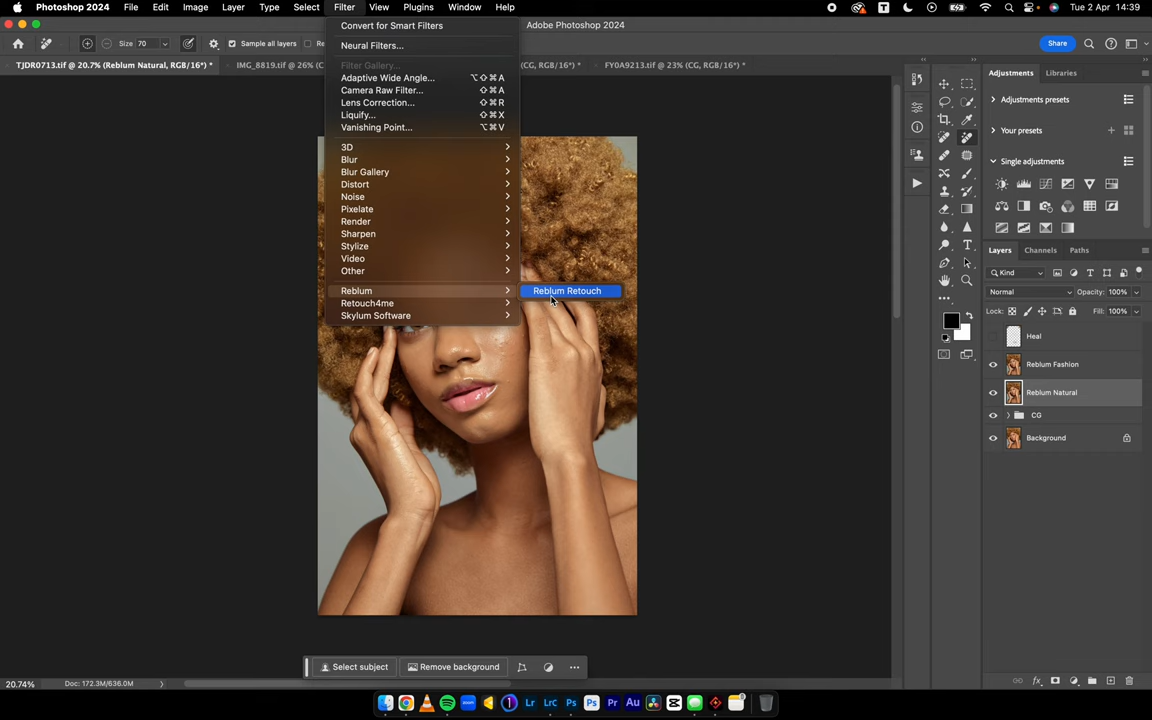 Photoshop 2024 File Edit Image Layer Type Select Filter View Plugins Window Help Tue 2 Apr 14:39
Adobe Photoshop 2024
Size 70 Sample all layers Share
TJDR0713.tif @ 20.7% (Reblum Natural, RGB/16*) * IMG_8819.tif @ 26% (C (CG, RGB/16*) * FY0A9213.tif @ 23% (CG, RGB/16*) *
Convert for Smart Filters
Neural Filters...
Filter Gallery...
Adaptive Wide Angle... ⌥⇧⌘A
Camera Raw Filter... ⇧⌘A
Lens Correction... ⇧⌘R
Liquify... ⇧⌘X
Vanishing Point... ⌥⌘V
3D
Blur
Blur Gallery
Distort
Noise
Pixelate
Render
Sharpen
Stylize
Video
Other
Reblum
Reblum Retouch
Retouch4me
Skylum Software
Adjustments Libraries
Adjustments presets
Your presets
Single adjustments
Layers Channels Paths
Kind
Normal Opacity: 100%
Lock: Fill: 100%
Heal
Reblum Fashion
Reblum Natural
CG
Background
Select subject Remove background
20.74% Doc: 172.3M/636.0M
Lr LrC Ps Ps Pr Au